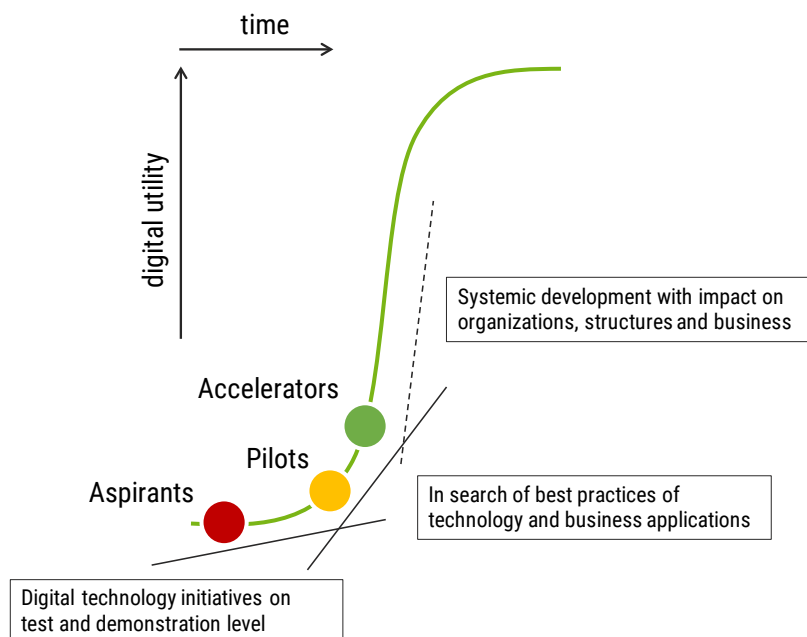 time
digital utility
Systemic development with impact on
organizations, structures and business
Accelerators
Pilots
Aspirants
In search of best practices of
technology and business applications
Digital technology initiatives on
test and demonstration level